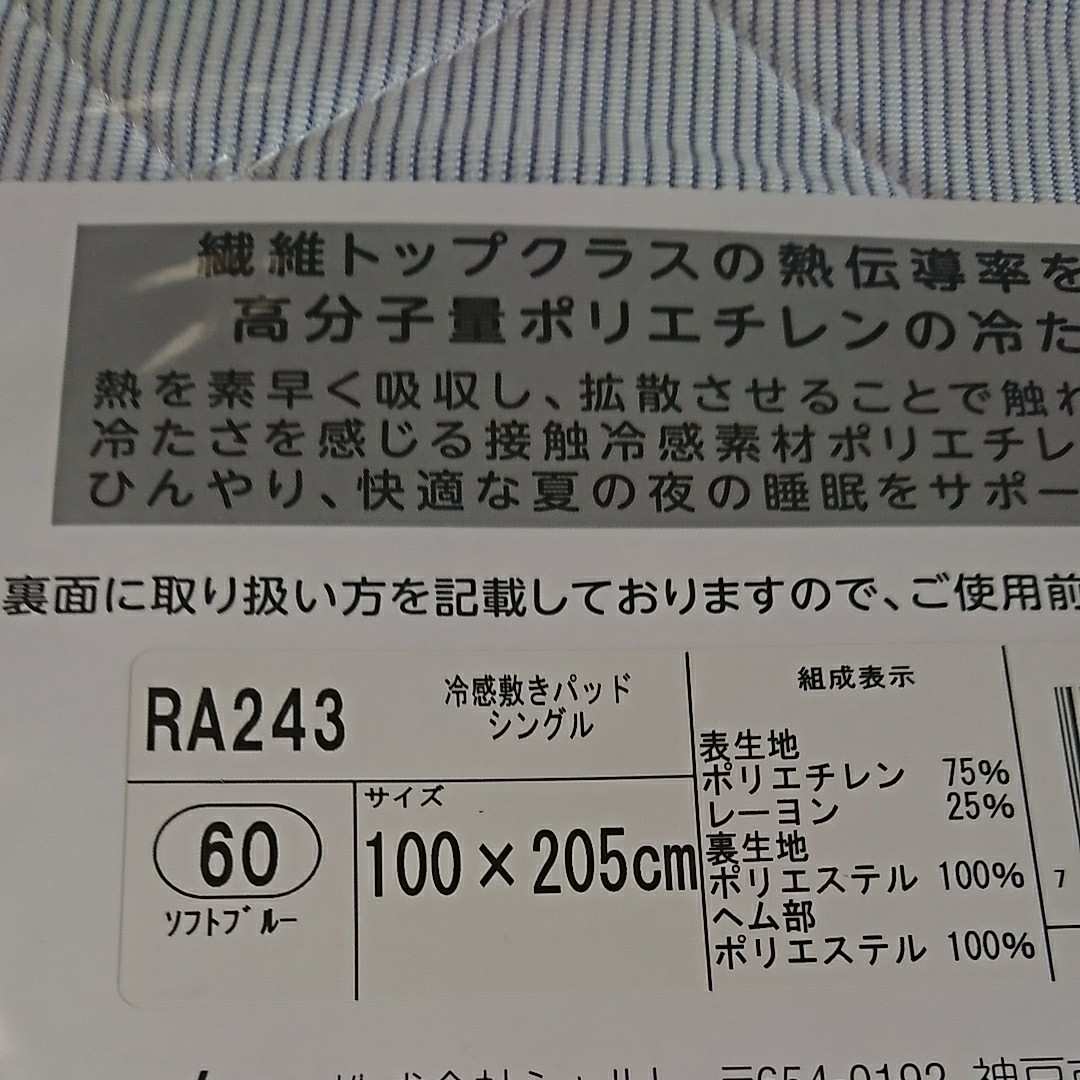 繊維トップクラスの熱伝導率を
高分子量ポリエチレンの冷た
熱を素早く吸収し、拡散させることで触れ
冷たさを感じる接触冷感素材ポリエチレ
ひんやり、快適な夏の夜の睡眠をサポー
裏面に取り扱い方を記載しておりますので、ご使用前
RA243
冷感敷きパッド
シングル
60
ソフトブルー
サイズ
100×205cm
組成表示
表生地
ポリエチレン 75%
レーヨン 25%
裏生地
ポリエステル 100%
ヘム部
ポリエステル 100%
7